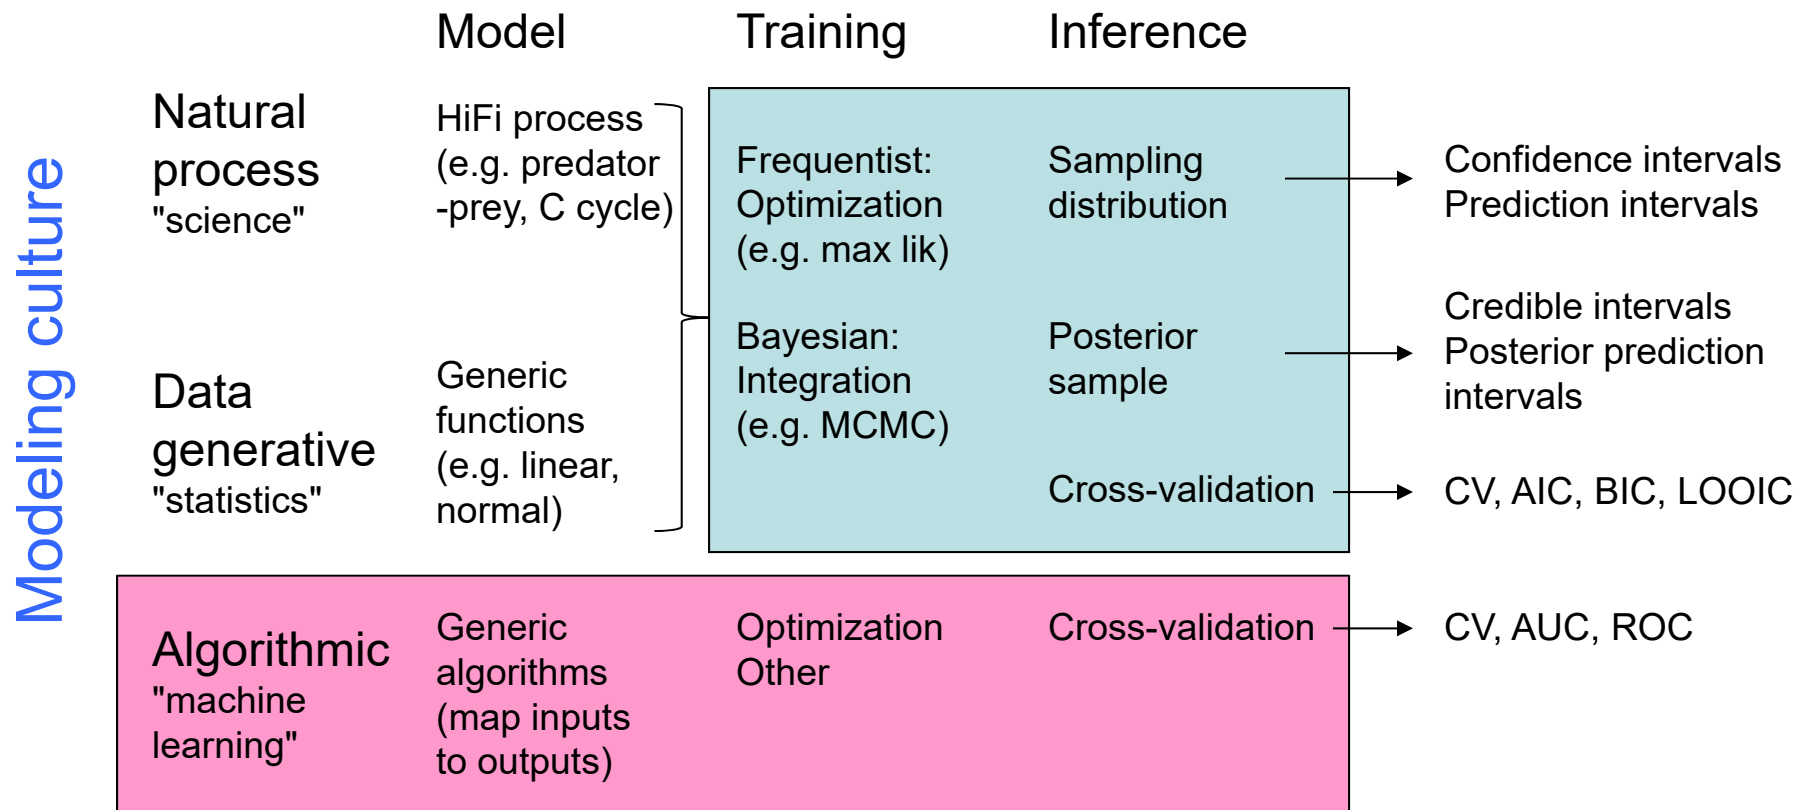 Model Training Inference
Modeling culture
Natural
process
"science"
HiFi process
(e.g. predator
-prey, C cycle)
Frequentist:
Optimization
(e.g. max lik)
Sampling
distribution
Confidence intervals
Prediction intervals
Bayesian:
Integration
(e.g. MCMC)
Posterior
sample
Credible intervals
Posterior prediction
intervals
Data
generative
"statistics"
Generic
functions
(e.g. linear,
normal)
Cross-validation
CV, AIC, BIC, LOOIC
Algorithmic
"machine
learning"
Generic
algorithms
(map inputs
to outputs)
Optimization
Other
Cross-validation
CV, AUC, ROC